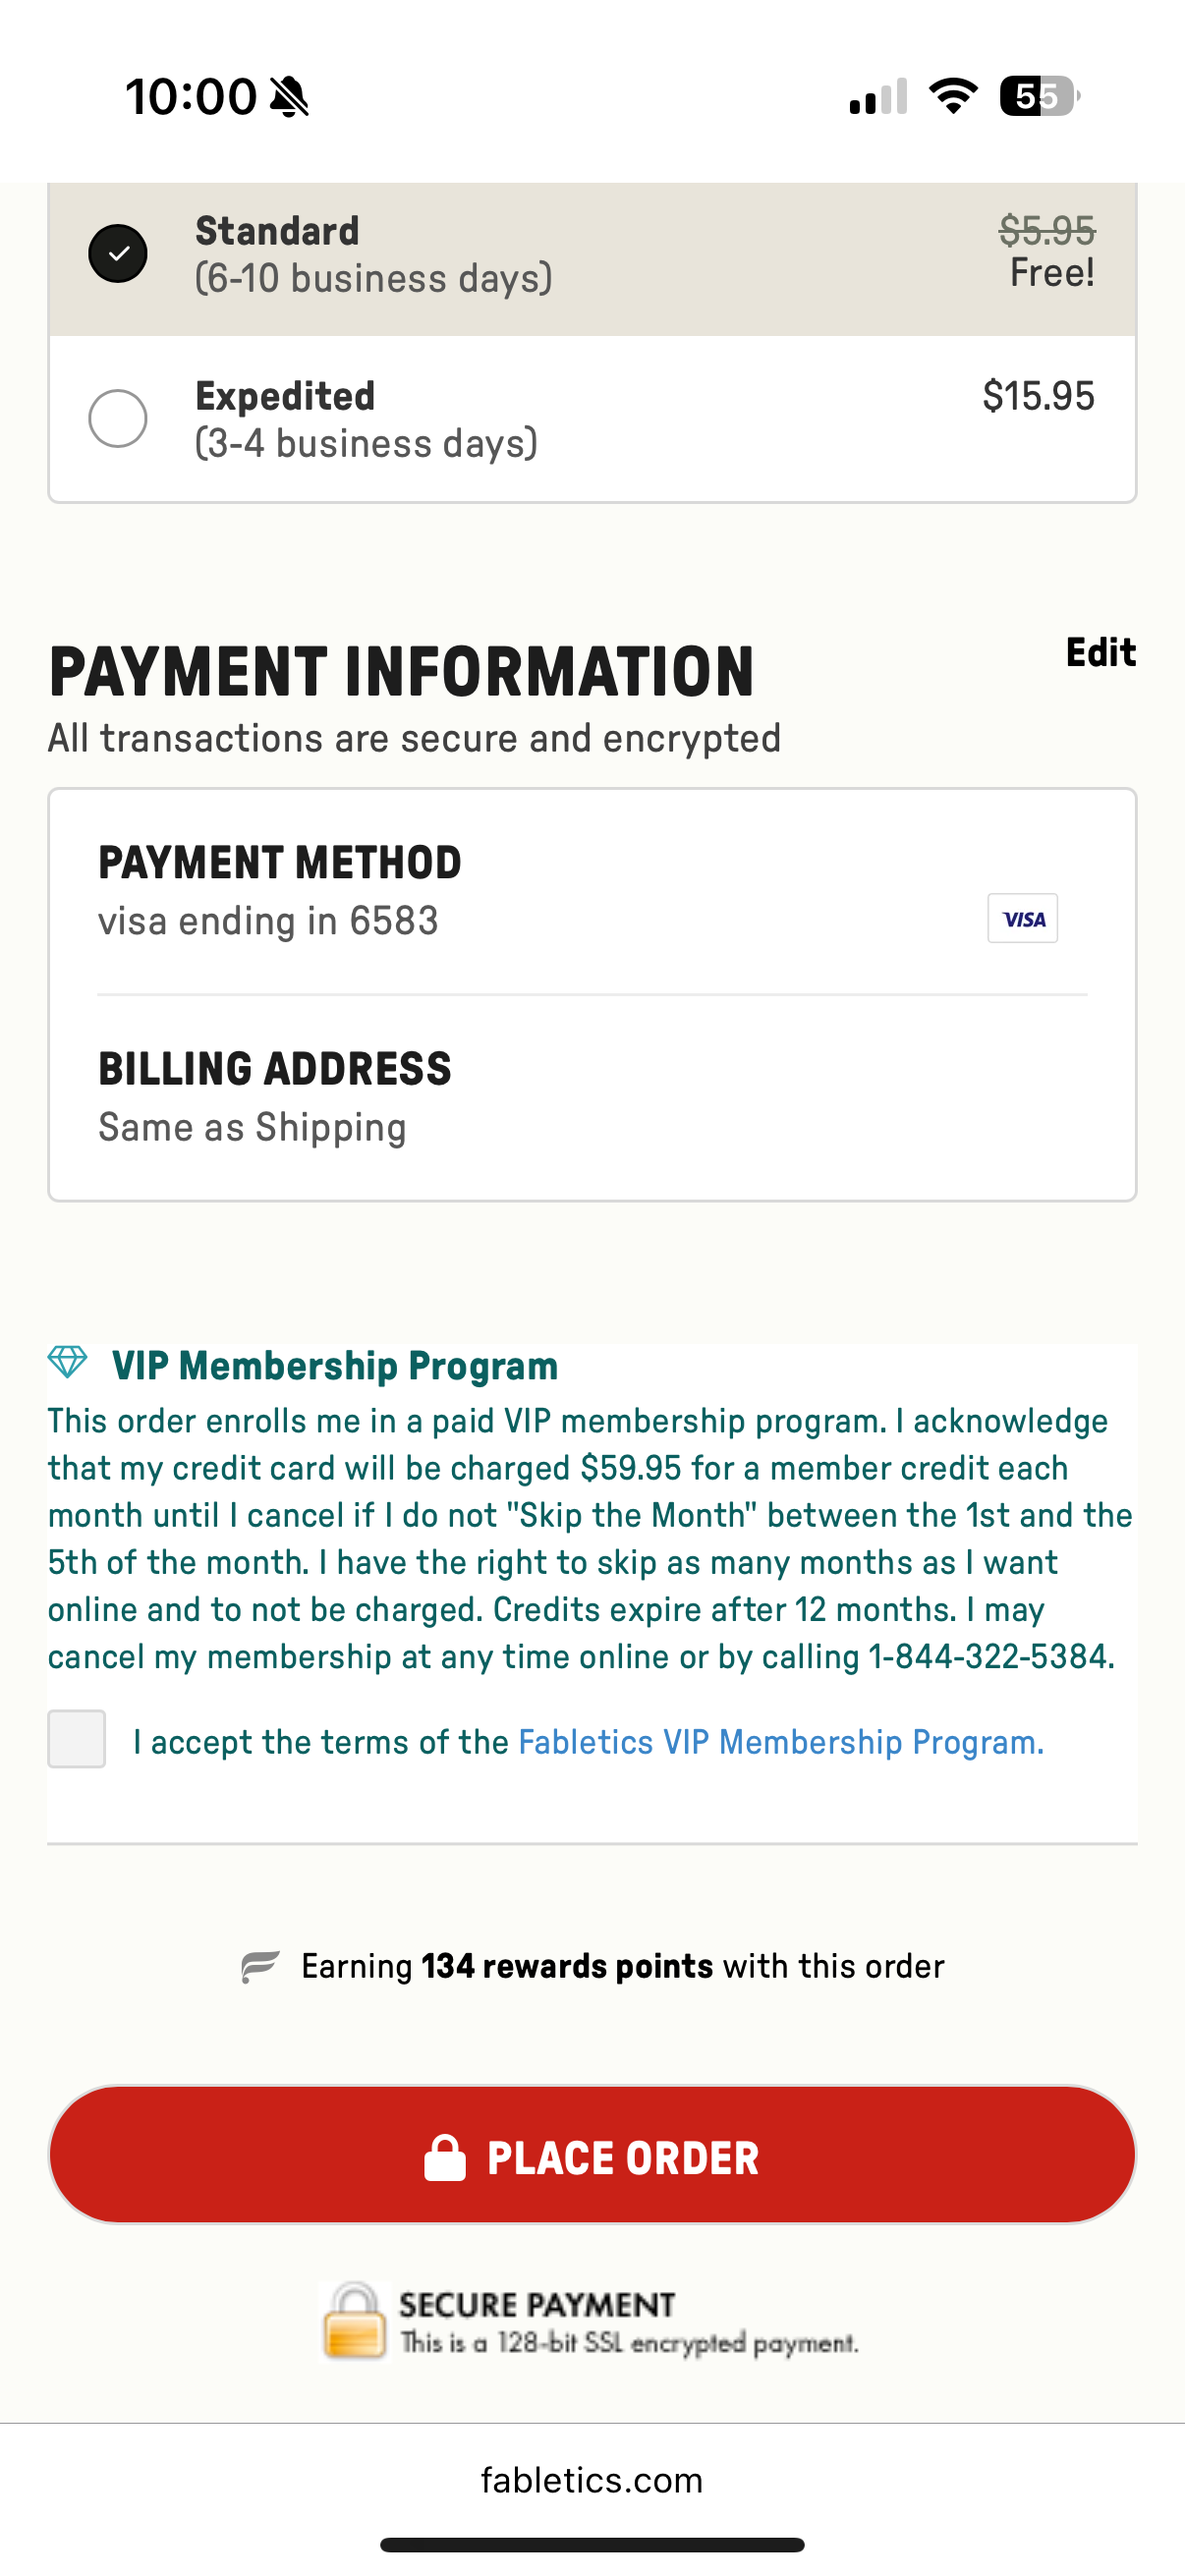 10:00
55
Standard
$5.95
(6-10 business days)
Free!
Expedited
$15.95
(3-4 business days)
PAYMENT INFORMATION
Edit
All transactions are secure and encrypted
PAYMENT METHOD
visa ending in 6583
VISA
BILLING ADDRESS
Same as Shipping
VIP Membership Program
This order enrolls me in a paid VIP membership program. I acknowledge
that my credit card will be charged $59.95 for a member credit each
month until I cancel if I do not "Skip the Month" between the 1st and the
5th of the month. I have the right to skip as many months as I want
online and to not be charged. Credits expire after 12 months. I may
cancel my membership at any time online or by calling 1-844-322-5384.
I accept the terms of the Fabletics VIP Membership Program.
Earning 134 rewards points with this order
PLACE ORDER
SECURE PAYMENT
This is a 128-bit SSL encrypted payment.
fabletics.com